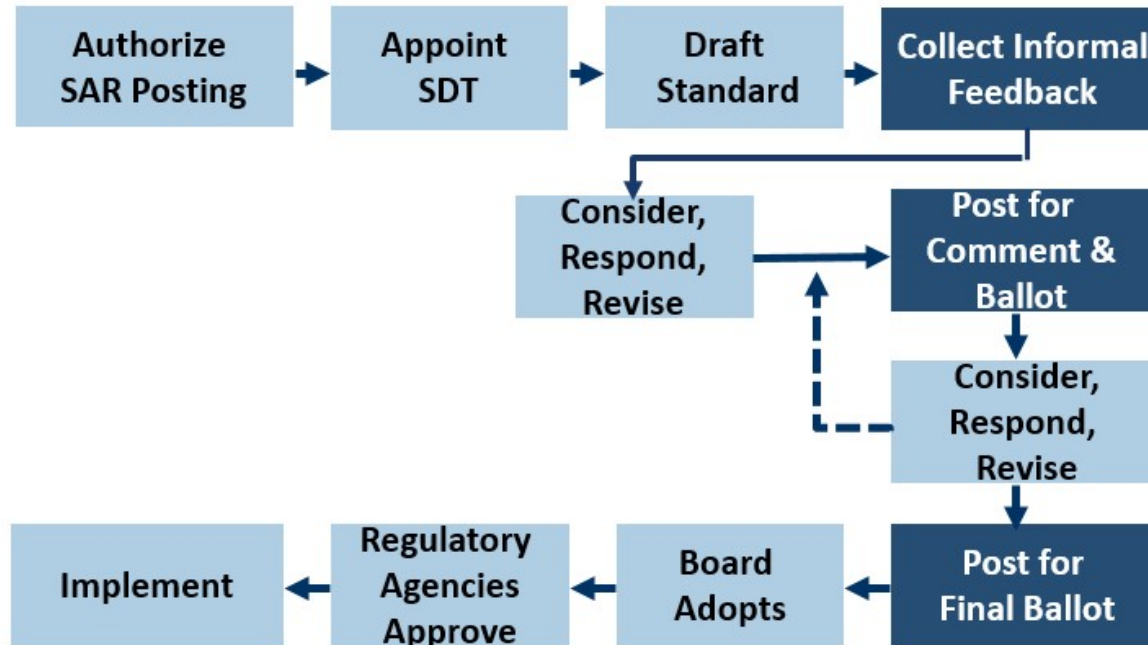 Authorize
SAR Posting
Appoint
SDT
Draft
Standard
Collect Informal
Feedback
Consider,
Respond,
Revise
Post for
Comment &
Ballot
Consider,
Respond,
Revise
Post for
Final Ballot
Board
Adopts
Regulatory
Agencies
Approve
Implement